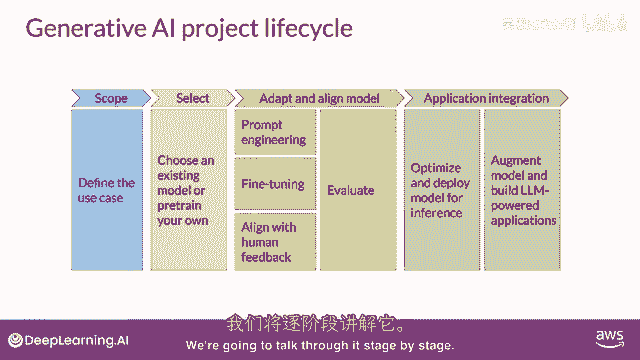 Generative AI project lifecycle
Scope
Select
Adapt and align model
Application integration
Define the
use case
Choose an
existing
model or
pretrain
your own
Prompt
engineering
Fine-tuning
Align with
human
feedback
Evaluate
Optimize
and deploy
model for
inference
Augment
model and
build LLM-
powered
applications
我们将逐阶段讲解它。
DeepLearning.AI
We're going to talk through it stage by stage.
aws